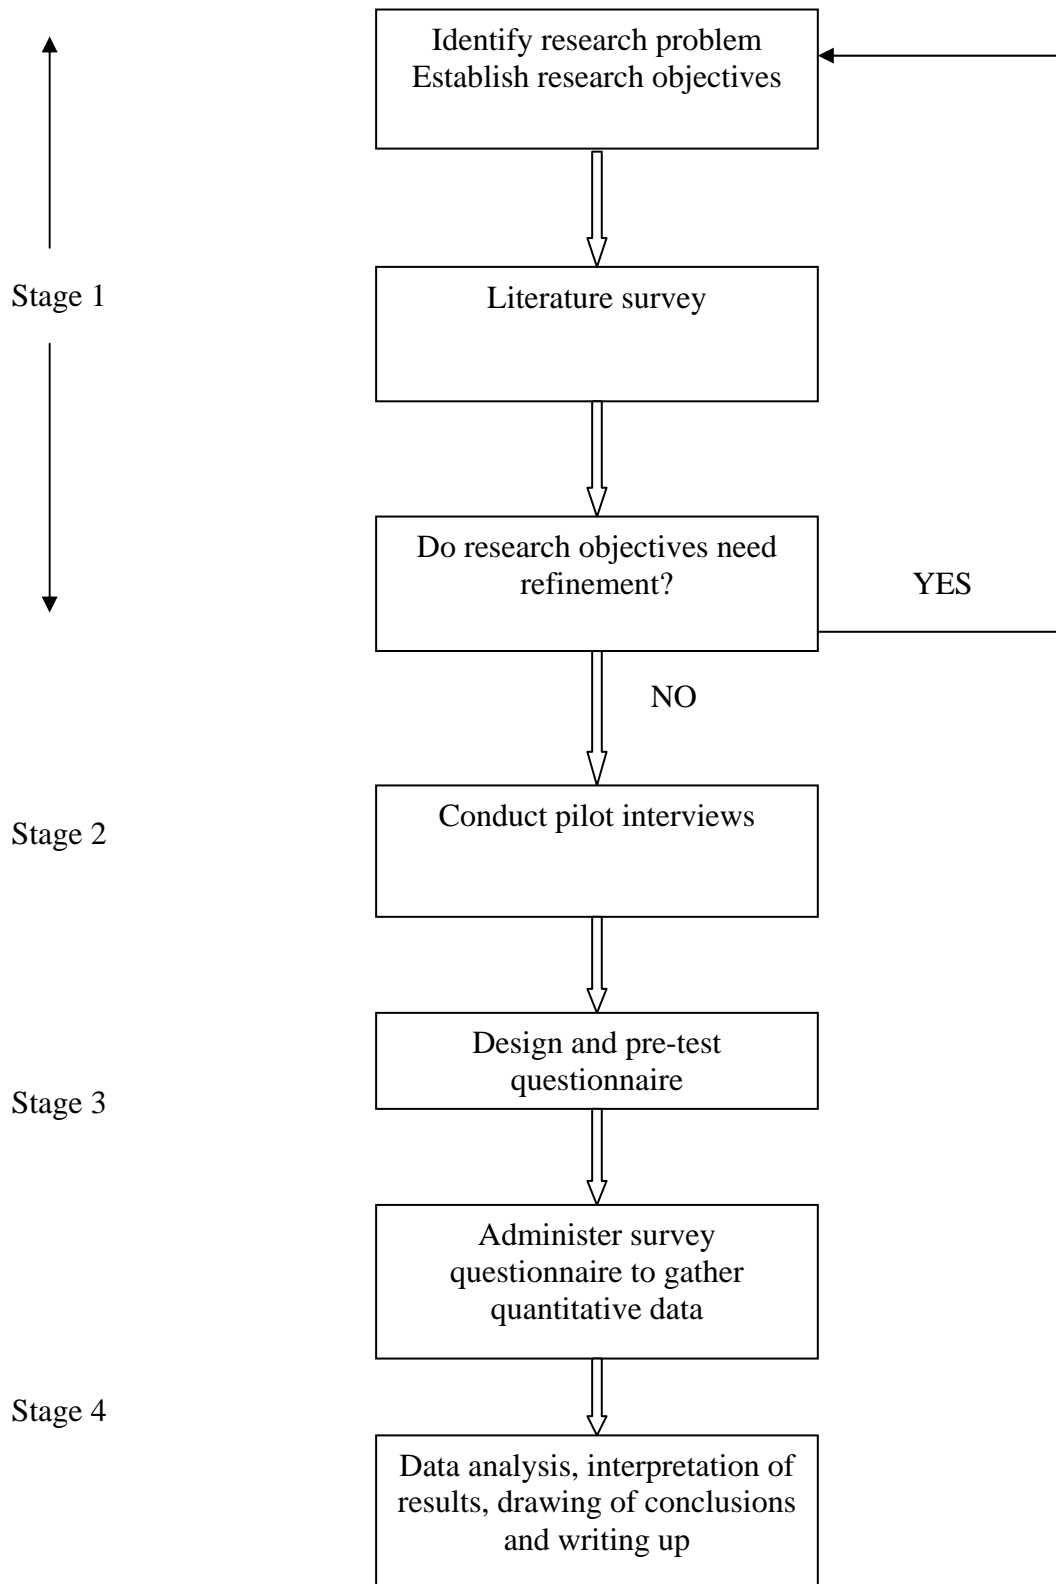 Identify research problem
Establish research objectives
Stage 1
Literature survey
Do research objectives need
refinement?
YES
NO
Stage 2
Conduct pilot interviews
Design and pre-test
questionnaire
Stage 3
Administer survey
questionnaire to gather
quantitative data
Stage 4
Data analysis, interpretation of
results, drawing of conclusions
and writing up